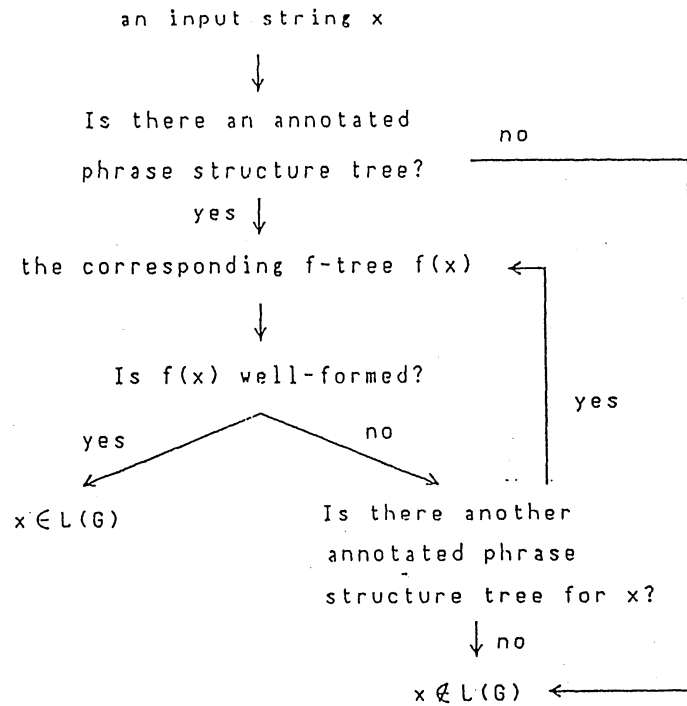 an input string x
Is there an annotated
no
phrase structure tree?
yes
the corresponding f-tree f(x)
Is f(x) well-formed?
yes
yes
no
x ∈ L(G)
Is there another
annotated phrase
structure tree for x?
no
x ∉ L(G)